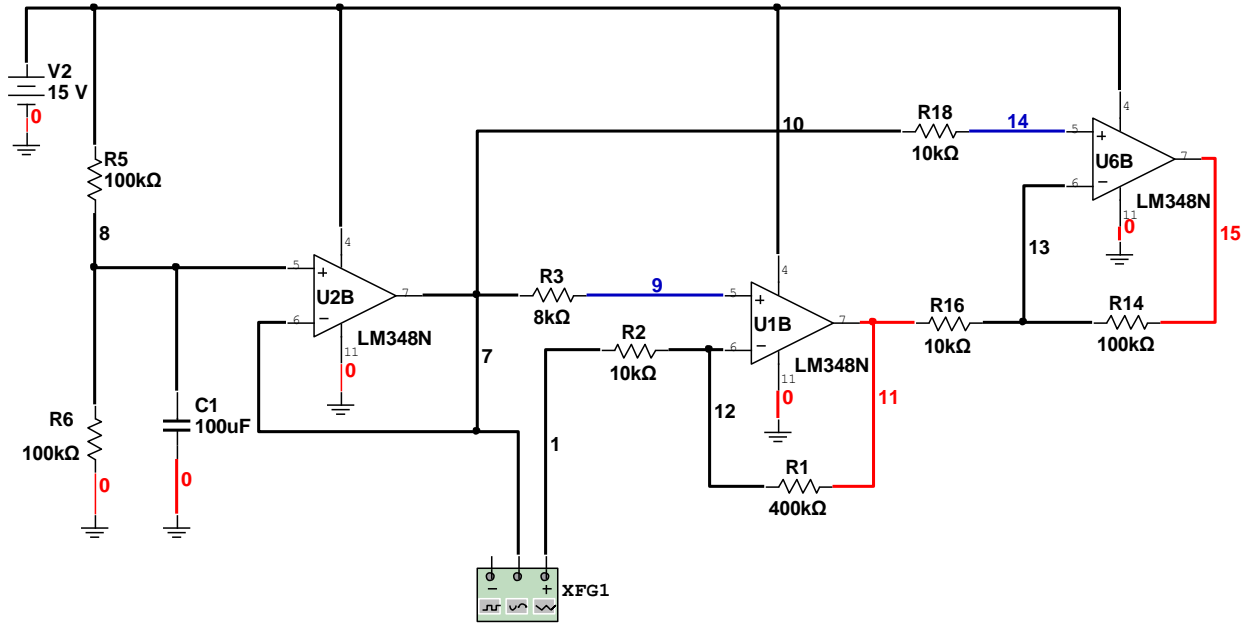 V2
15 V
0
R5
100kΩ
8
R6
100kΩ
0
C1
100uF
0
4
5
6
7
11
U2B
LM348N
0
10
7
R3
8kΩ
9
R2
10kΩ
1
12
4
5
6
7
11
U1B
LM348N
0
11
R1
400kΩ
R18
10kΩ
14
4
5
6
7
11
U6B
LM348N
0
15
13
R16
10kΩ
R14
100kΩ
− +
XFG1